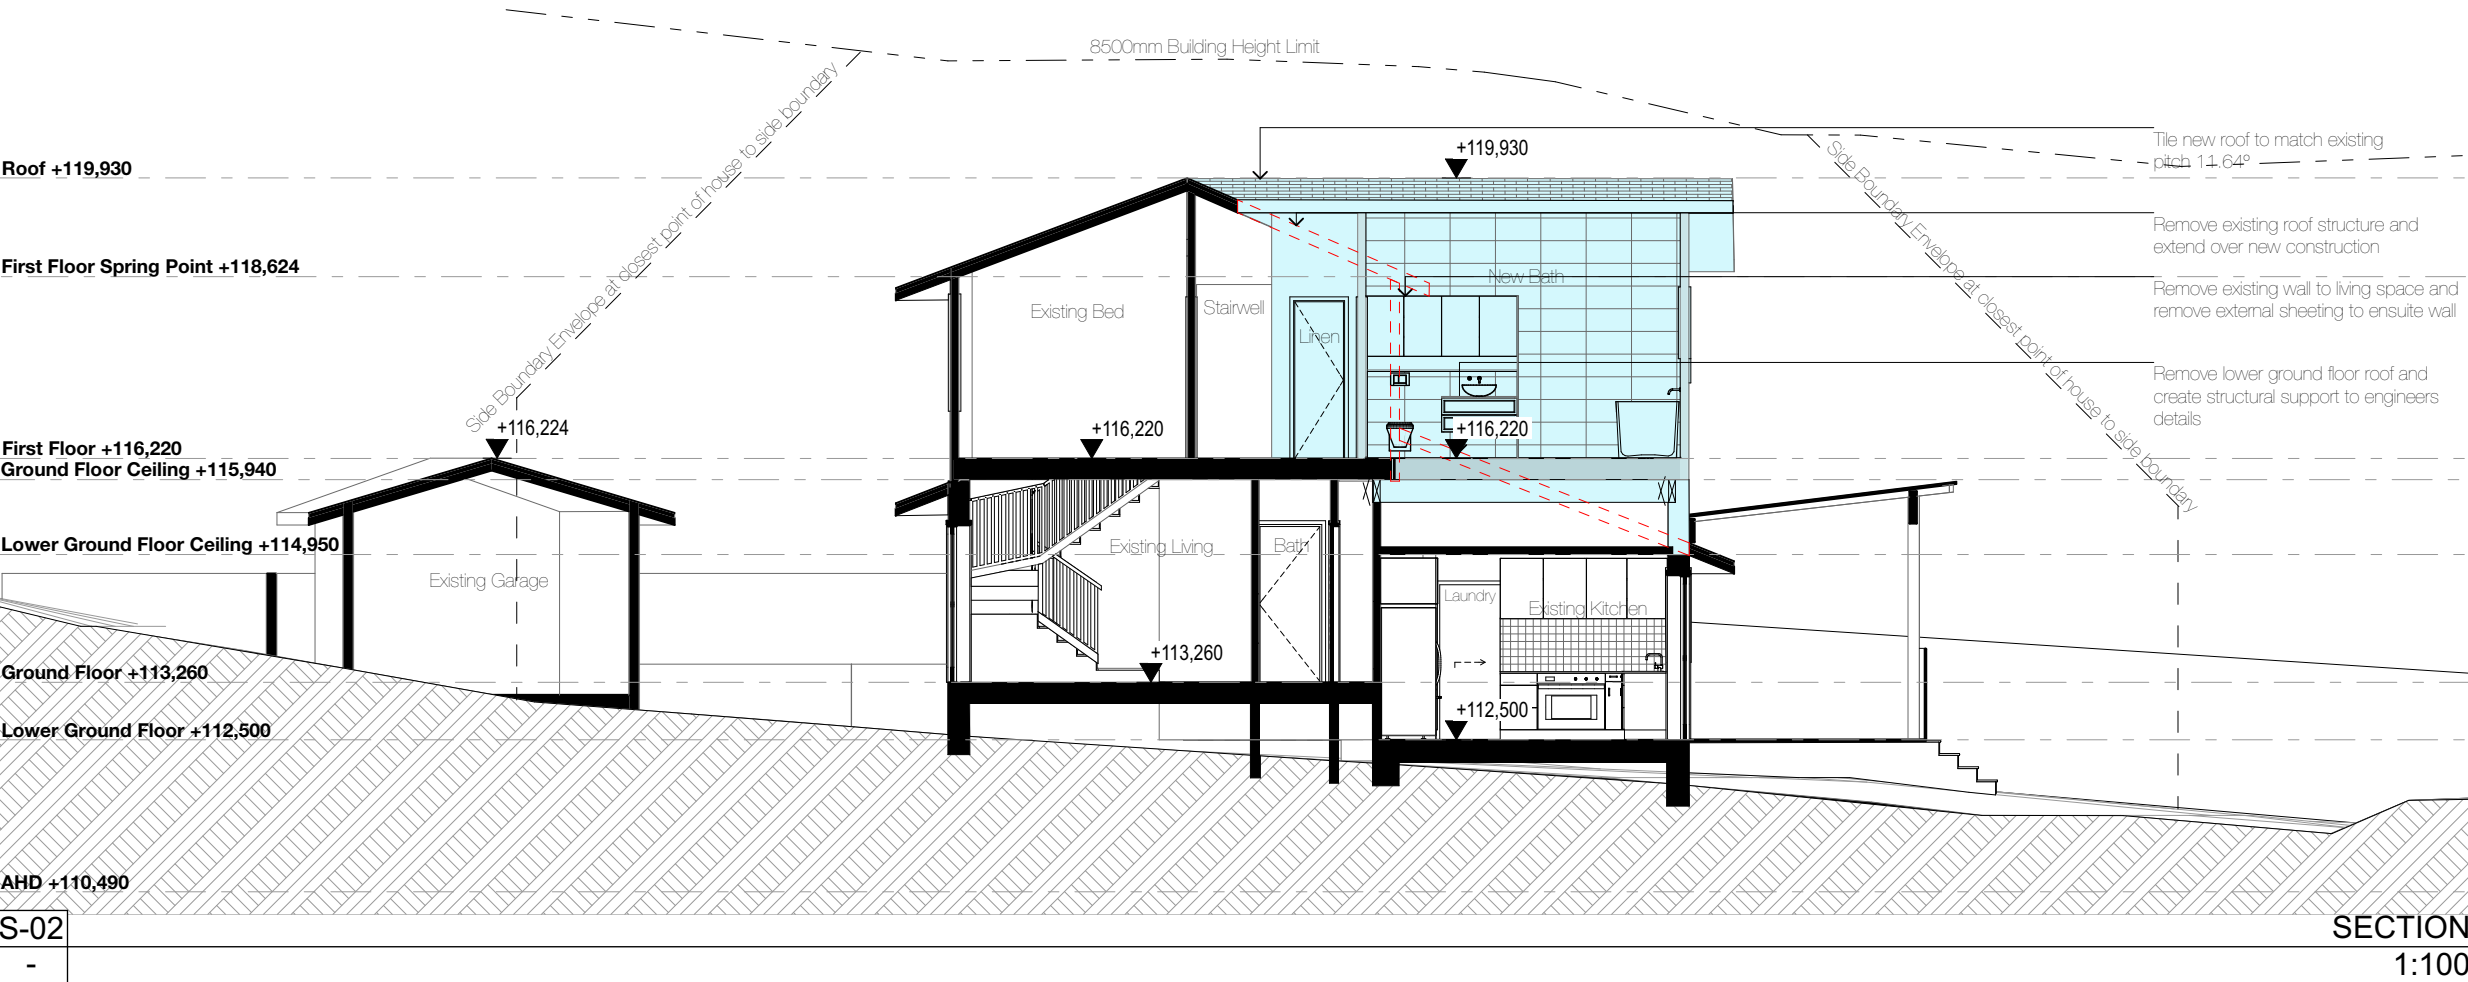 8500mm Building Height Limit
Side Boundary Envelope at closest point of house to side boundary
Side Boundary Envelope at closest point of house to side boundary
Tile new roof to match existing
pitch 11.64º
Roof +119,930
+119,930
Remove existing roof structure and
extend over new construction
First Floor Spring Point +118,624
New Bath
Remove existing wall to living space and
remove external sheeting to ensuite wall
Existing Bed
Stairwell
Linen
Remove lower ground floor roof and
create structural support to engineers
details
+116,224
+116,220
+116,220
First Floor +116,220
Ground Floor Ceiling +115,940
Lower Ground Floor Ceiling +114,950
Existing Living
Bath
Existing Garage
Laundry
Existing Kitchen
+113,260
Ground Floor +113,260
+112,500
Lower Ground Floor +112,500
AHD +110,490
S-02
SECTION
-
1:100